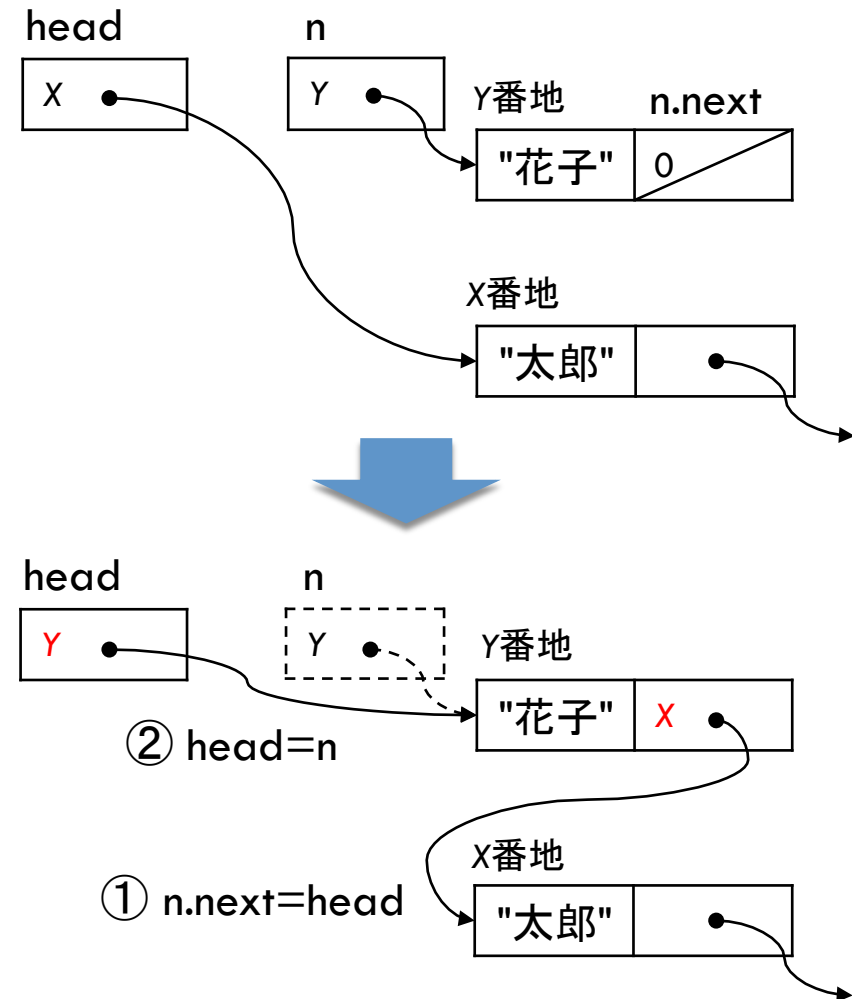 head n
X Y Y番地 n.next
"花子" 0
X番地
"太郎"
head n
Y Y Y番地
"花子" X
② head=n
X番地
① n.next=head "太郎"